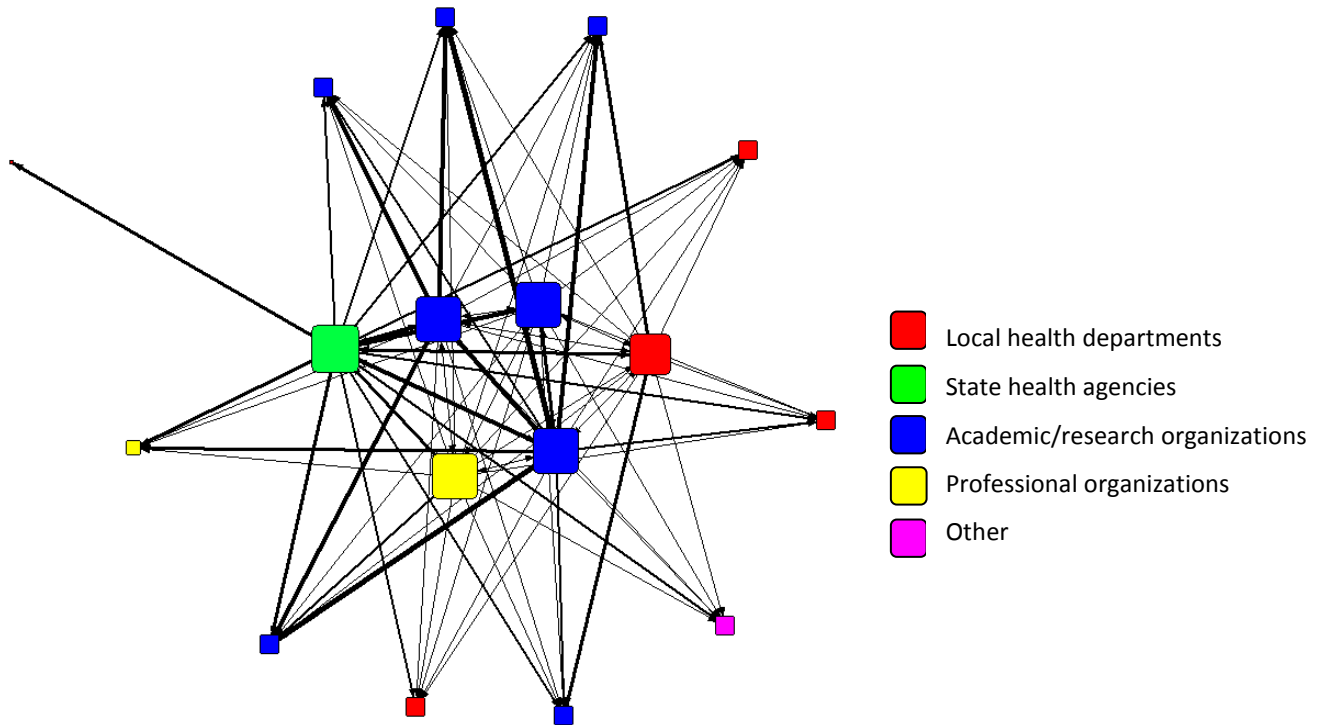 Local health departments
State health agencies
Academic/research organizations
Professional organizations
Other